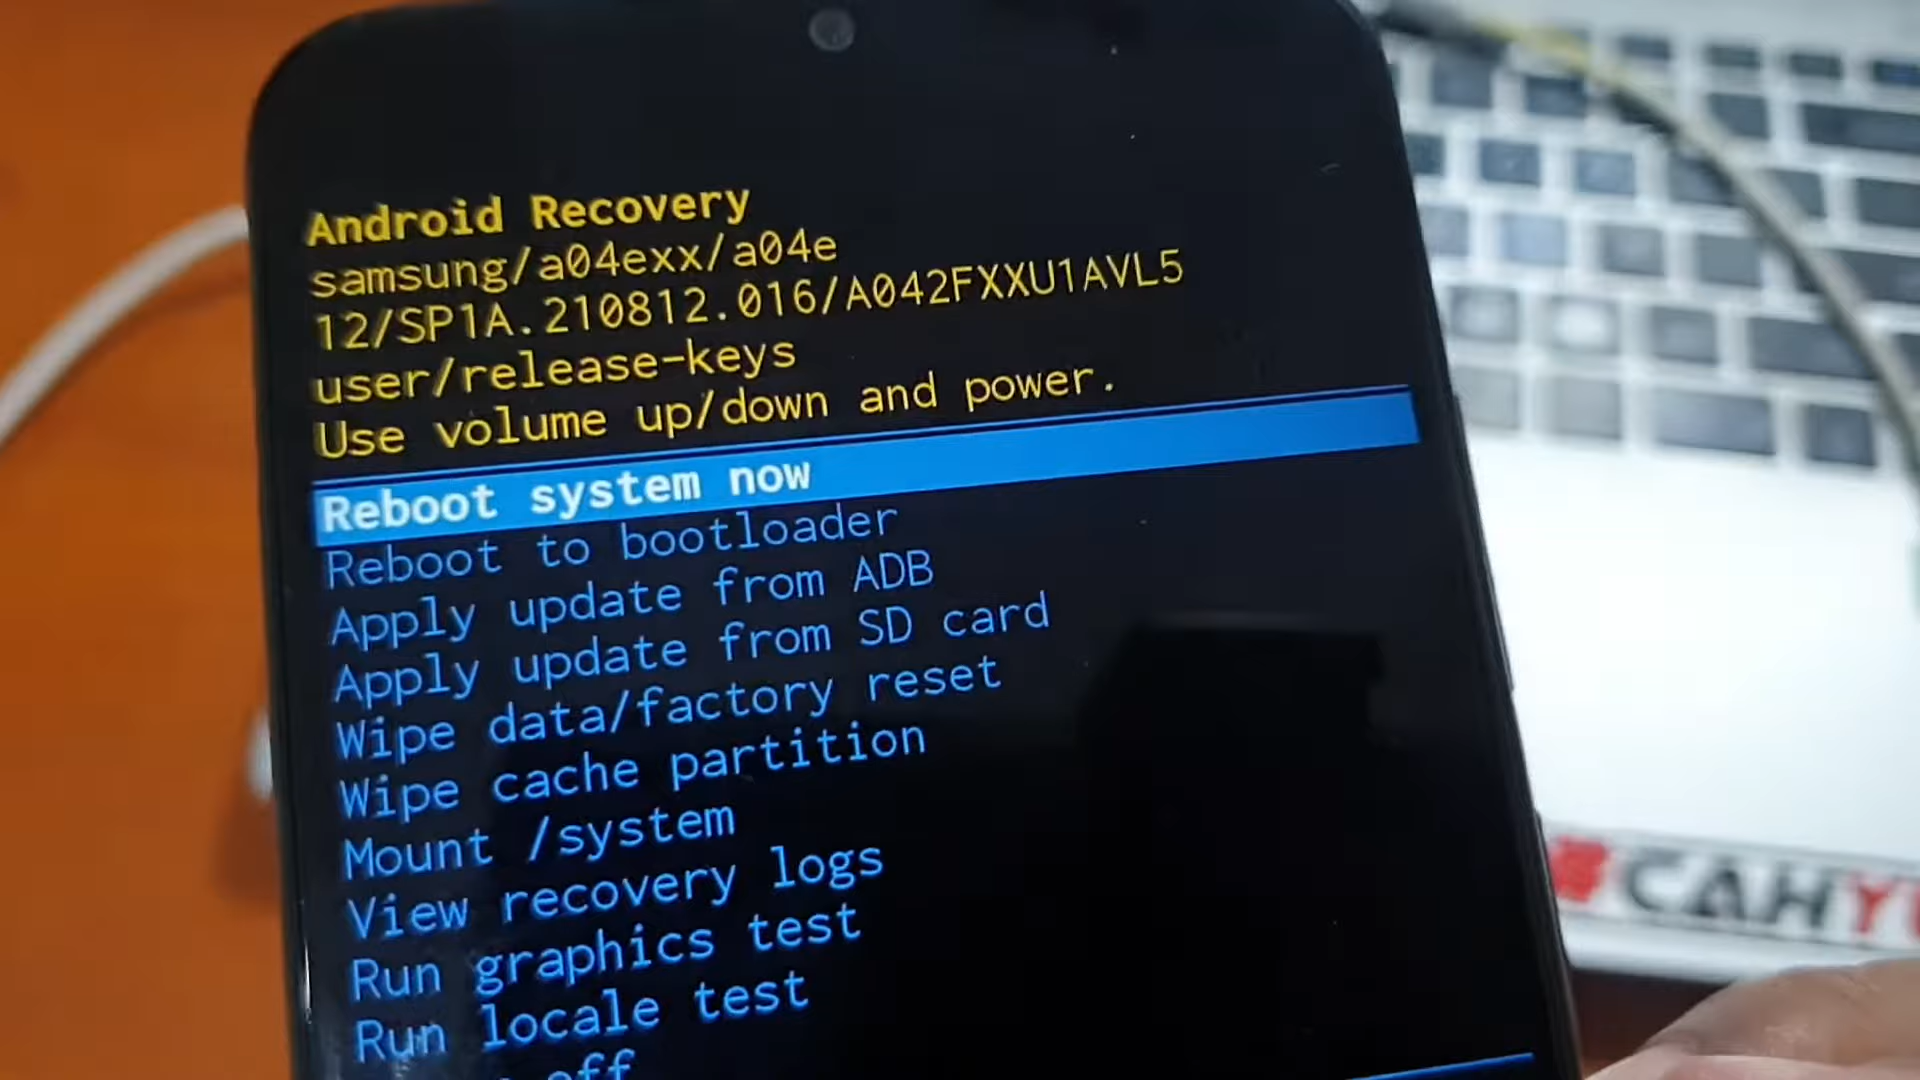 Android Recovery
samsung/a04exx/a04e
12/SP1A.210812.016/A042FXXU1AVL5
user/release-keys
Use volume up/down and power.
Reboot system now
Reboot to bootloader
Apply update from ADB
Apply update from SD card
Wipe data/factory reset
Wipe cache partition
Mount /system
View recovery logs
Run graphics test
Run locale test
off
CAHY